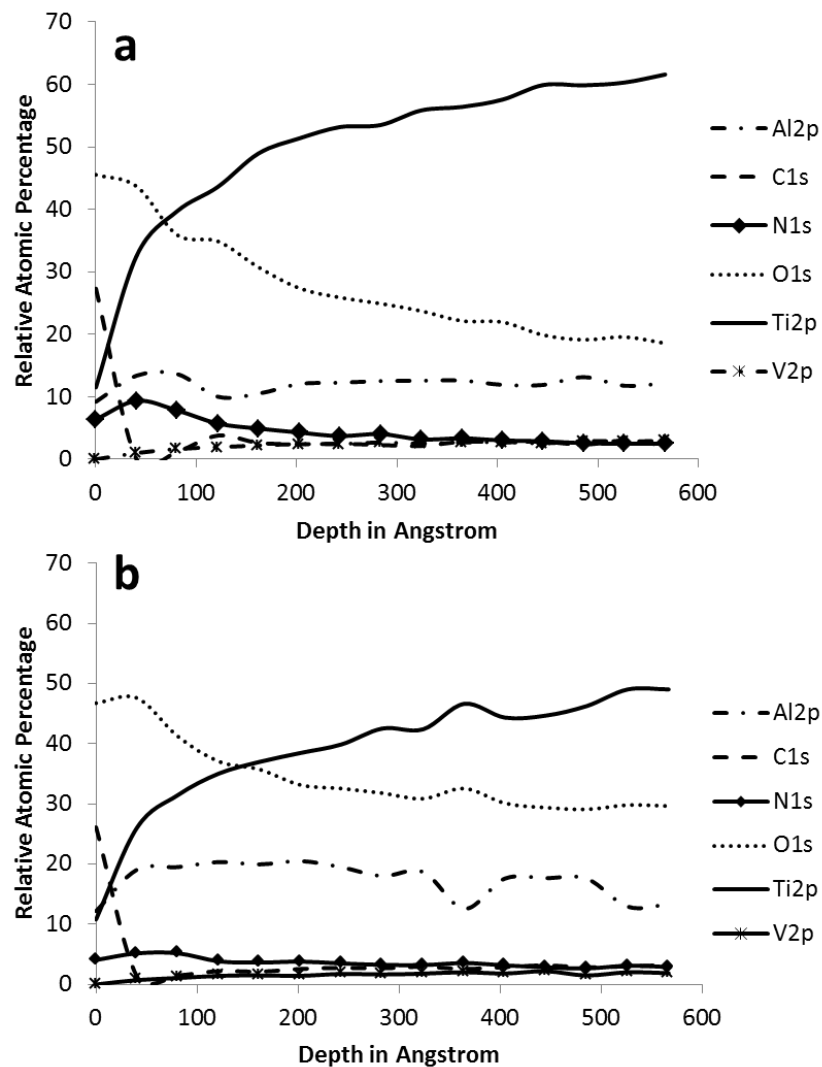 a
70
60
50
40
30
20
10
0
Relative Atomic Percentage
0 100 200 300 400 500 600
Depth in Angstrom
Al2p
C1s
N1s
O1s
Ti2p
V2p
b
70
60
50
40
30
20
10
0
Relative Atomic Percentage
0 100 200 300 400 500 600
Depth in Angstrom
Al2p
C1s
N1s
O1s
Ti2p
V2p